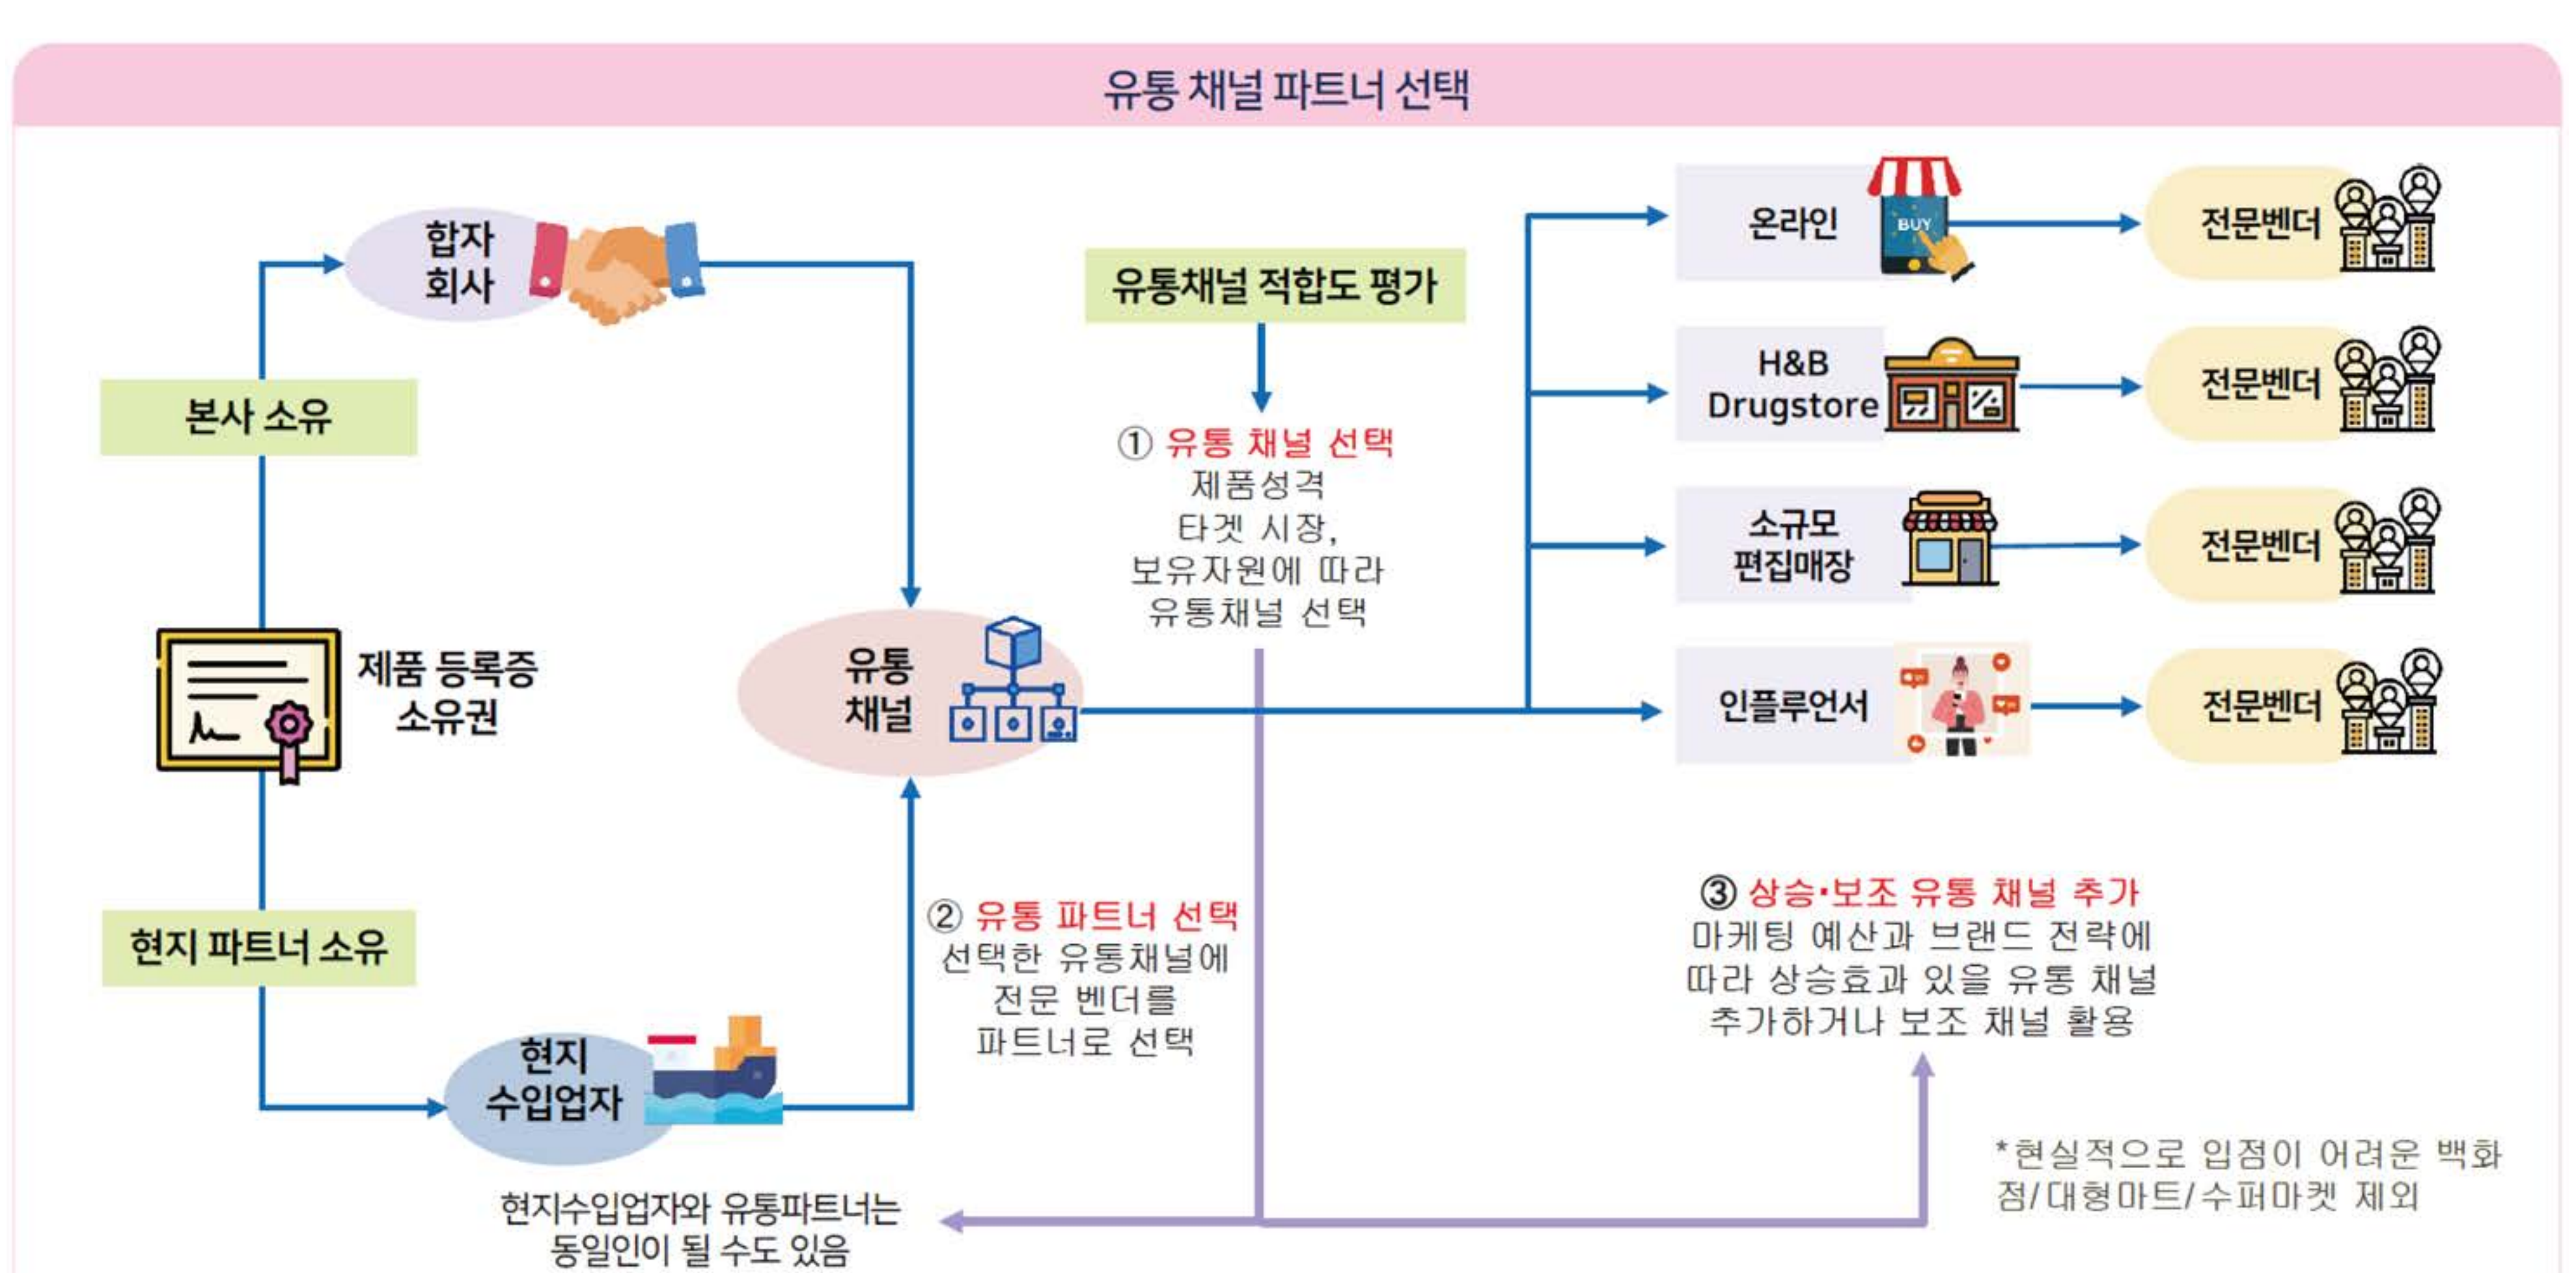 유통 채널 파트너 선택
합자
회사
본사 소유
제품 등록증
소유권
현지 파트너 소유
현지
수입업자
현지수입업자와 유통파트너는
동일인이 될 수도 있음
유통
채널
유통채널 적합도 평가
① 유통 채널 선택
제품성격
타겟 시장,
보유자원에 따라
유통채널 선택
② 유통 파트너 선택
선택한 유통채널에
전문 벤더를
파트너로 선택
온라인
BUY
전문벤더
H&B
Drugstore
전문벤더
소규모
편집매장
전문벤더
인플루언서
전문벤더
③ 상승·보조 유통 채널 추가
마케팅 예산과 브랜드 전략에
따라 상승효과 있을 유통 채널
추가하거나 보조 채널 활용
*현실적으로 입점이 어려운 백화
점/대형마트/수퍼마켓 제외